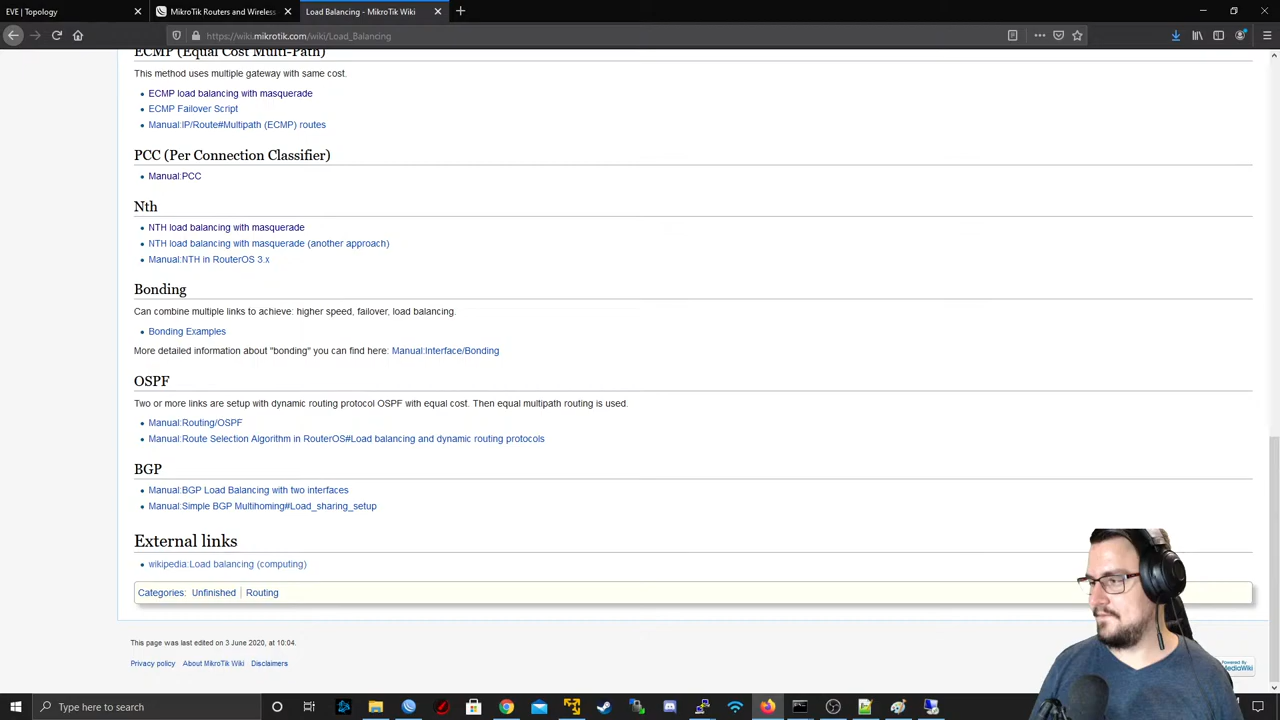 EVE | Topology
MikroTik Routers and Wireless
Load Balancing - MikroTik Wiki
https://wiki.mikrotik.com/wiki/Load_Balancing
ECMP (Equal Cost Multi-Path)
This method uses multiple gateway with same cost.
ECMP load balancing with masquerade
ECMP Failover Script
Manual:IP/Route#Multipath (ECMP) routes
PCC (Per Connection Classifier)
Manual:PCC
Nth
NTH load balancing with masquerade
NTH load balancing with masquerade (another approach)
Manual:NTH in RouterOS 3.x
Bonding
Can combine multiple links to achieve: higher speed, failover, load balancing.
Bonding Examples
More detailed information about "bonding" you can find here: Manual:Interface/Bonding
OSPF
Two or more links are setup with dynamic routing protocol OSPF with equal cost. Then equal multipath routing is used.
Manual:Routing/OSPF
Manual:Route Selection Algorithm in RouterOS#Load balancing and dynamic routing protocols
BGP
Manual:BGP Load Balancing with two interfaces
Manual:Simple BGP Multihoming#Load_sharing_setup
External links
wikipedia:Load balancing (computing)
Categories: Unfinished | Routing
This page was last edited on 3 June 2020, at 10:04.
Privacy policy About MikroTik Wiki Disclaimers
Powered By
MediaWiki
Type here to search